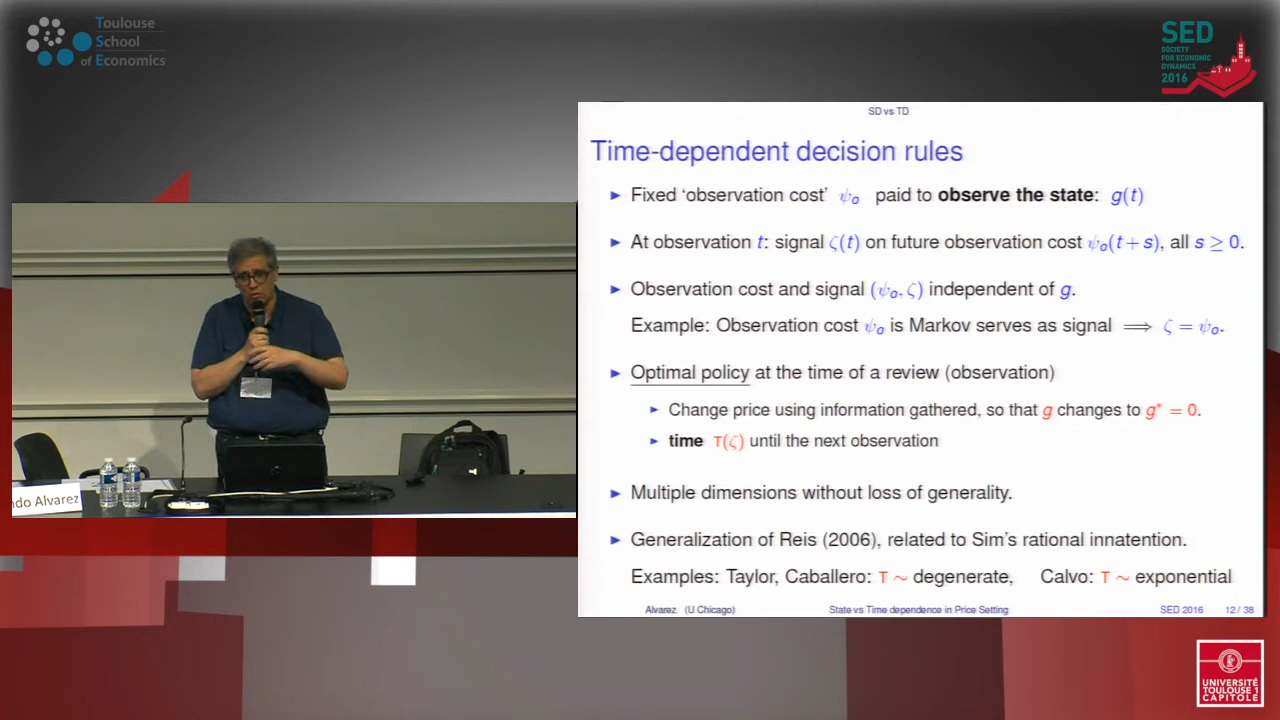 Toulouse
School
of Economics
SED
SOCIETY
FOR ECONOMIC
DYNAMICS
2016
SD vs TD
Time-dependent decision rules
► Fixed ‘observation cost’ ψₒ paid to observe the state: g(t)
► At observation t: signal ζ(t) on future observation cost ψₒ(t+s), all s ≥ 0.
► Observation cost and signal (ψₒ, ζ) independent of g.
Example: Observation cost ψₒ is Markov serves as signal ⟹ ζ = ψₒ.
► Optimal policy at the time of a review (observation)
► Change price using information gathered, so that g changes to g* = 0.
► time T(ζ) until the next observation
► Multiple dimensions without loss of generality.
► Generalization of Reis (2006), related to Sim's rational innatention.
Examples: Taylor, Caballero: T ∼ degenerate, Calvo: T ∼ exponential
Alvarez (U Chicago) State vs Time dependence in Price Setting SED 2016 12 / 38
ndo Alvarez
UNIVERSITÉ
TOULOUSE 1
CAPITOLE